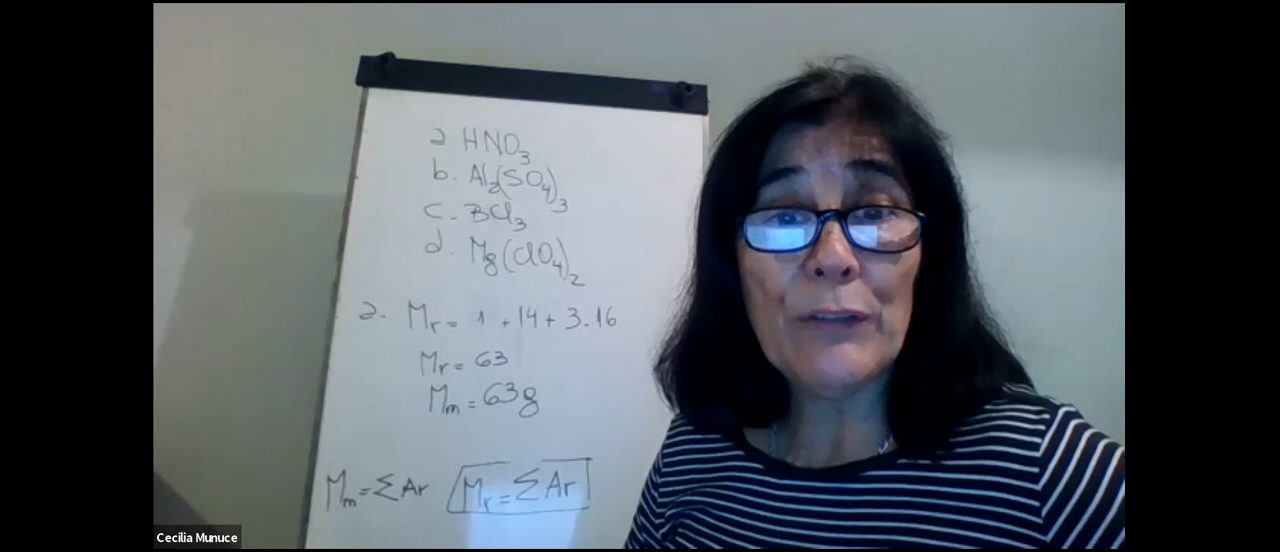 a HNO3
b. Al2(SO4)3
c. BCl3
d. Mg(ClO4)2
a. Mr = 1 + 14 + 3.16
Mr = 63
Mm = 63g
Mm = ΣAr Mr = ΣAr
Cecilia Munuce